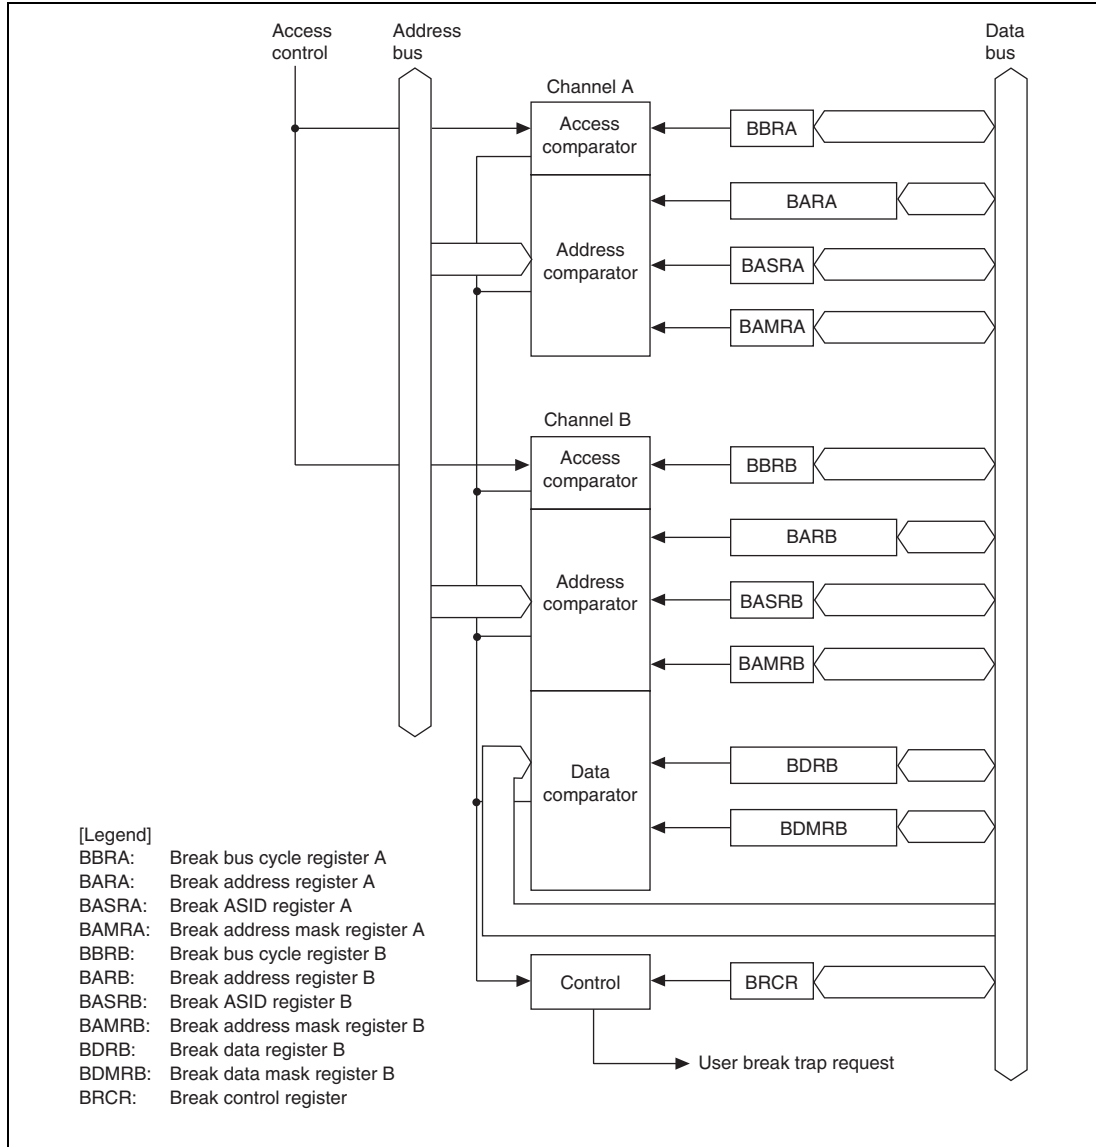 Access
control
Address
bus
Data
bus
Channel A
Access
comparator
BBRA
BARA
Address
comparator
BASRA
BAMRA
Channel B
Access
comparator
BBRB
BARB
Address
comparator
BASRB
BAMRB
Data
comparator
BDRB
BDMRB
Control
BRCR
User break trap request
[Legend]
BBRA: Break bus cycle register A
BARA: Break address register A
BASRA: Break ASID register A
BAMRA: Break address mask register A
BBRB: Break bus cycle register B
BARB: Break address register B
BASRB: Break ASID register B
BAMRB: Break address mask register B
BDRB: Break data register B
BDMRB: Break data mask register B
BRCR: Break control register